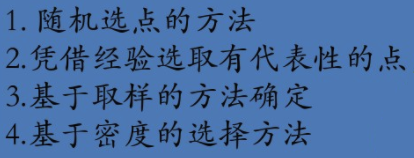 1. 随机选点的方法
2.凭借经验选取有代表性的点
3.基于取样的方法确定
4.基于密度的选择方法